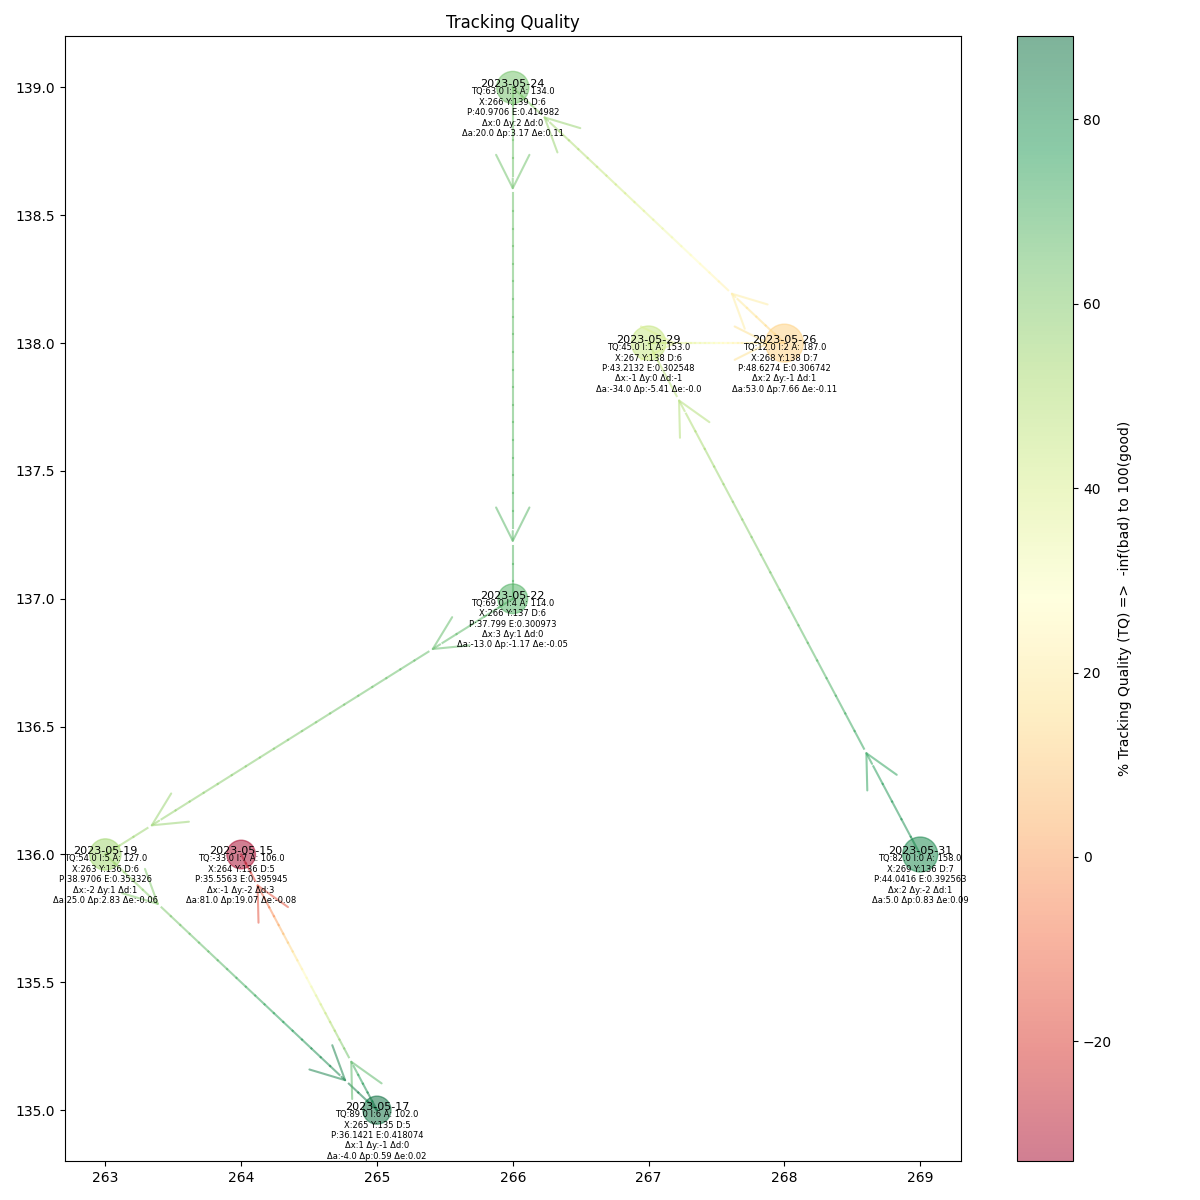 Tracking Quality
139.0
138.5
138.0
137.5
137.0
136.5
136.0
135.5
135.0
263
264
265
266
267
268
269
2023-05-24
TQ:63.0 I:3 A: 134.0
X:266 Y:139 D:6
P:40.9706 E:0.414982
Δx:0 Δy:2 Δd:0
Δa:20.0 Δp:3.17 Δe:0.11
2023-05-29
TQ:45.0 I:1 A: 153.0
X:267 Y:138 D:6
P:43.2132 E:0.302548
Δx:-1 Δy:0 Δd:-1
Δa:-34.0 Δp:-5.41 Δe:-0.0
2023-05-26
TQ:12.0 I:2 A: 187.0
X:268 Y:138 D:7
P:48.6274 E:0.306742
Δx:2 Δy:-1 Δd:1
Δa:53.0 Δp:7.66 Δe:-0.11
2023-05-22
TQ:69.0 I:4 A: 114.0
X:266 Y:137 D:6
P:37.799 E:0.300973
Δx:3 Δy:1 Δd:0
Δa:-13.0 Δp:-1.17 Δe:-0.05
2023-05-19
TQ:54.0 I:5 A: 127.0
X:263 Y:136 D:6
P:38.9706 E:0.353326
Δx:-2 Δy:1 Δd:1
Δa:25.0 Δp:2.83 Δe:-0.06
2023-05-15
TQ:-33.0 I:7 A: 106.0
X:264 Y:136 D:5
P:35.5563 E:0.395945
Δx:-1 Δy:-2 Δd:3
Δa:81.0 Δp:19.07 Δe:-0.08
2023-05-31
TQ:82.0 I:0 A: 158.0
X:269 Y:136 D:7
P:44.0416 E:0.392563
Δx:2 Δy:-2 Δd:1
Δa:5.0 Δp:0.83 Δe:0.09
2023-05-17
TQ:89.0 I:6 A: 102.0
X:265 Y:135 D:5
P:36.1421 E:0.418074
Δx:1 Δy:-1 Δd:0
Δa:-4.0 Δp:0.59 Δe:0.02
80
60
40
20
0
−20
% Tracking Quality (TQ) => -inf(bad) to 100(good)